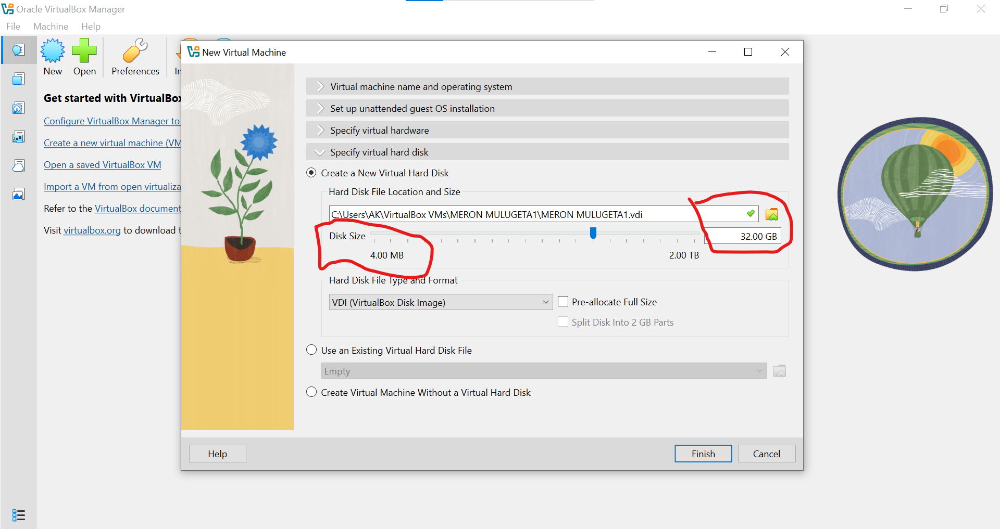 Oracle VirtualBox Manager
File Machine Help
New Open Preferences
New Virtual Machine
Get started with VirtualBox
Configure VirtualBox Manager to
Create a new virtual machine (VM
Open a saved VirtualBox VM
Import a VM from open virtualiza
Refer to the VirtualBox document
Visit virtualbox.org to download t
Virtual machine name and operating system
Set up unattended guest OS installation
Specify virtual hardware
Specify virtual hard disk
Create a New Virtual Hard Disk
Hard Disk File Location and Size
C:\Users\AK\VirtualBox VMs\MERON MULUGETA1\MERON MULUGETA1.vdi
Disk Size 32.00 GB
4.00 MB 2.00 TB
Hard Disk File Type and Format
VDI (VirtualBox Disk Image) Pre-allocate Full Size
Split Disk Into 2 GB Parts
Use an Existing Virtual Hard Disk File
Empty
Create Virtual Machine Without a Virtual Hard Disk
Help Finish Cancel